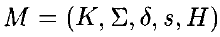 M = (K, Σ, δ, s, H)